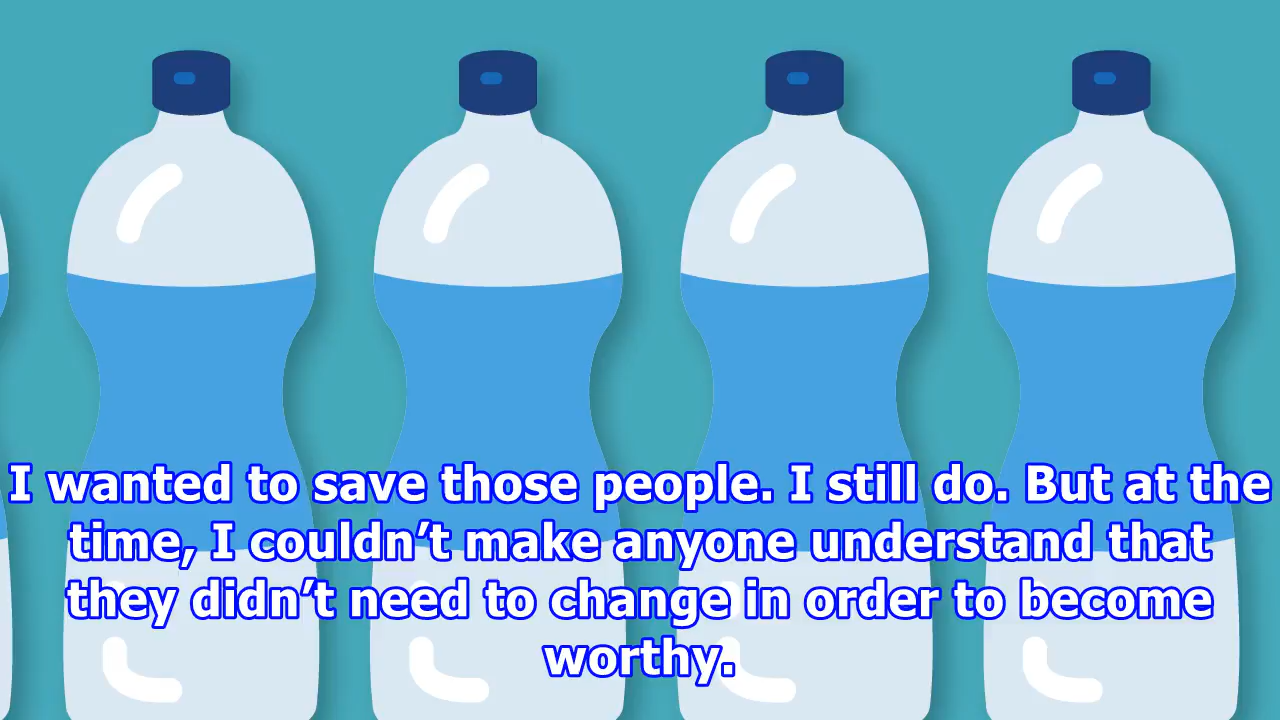 I wanted to save those people. I still do. But at the
time, I couldn’t make anyone understand that
they didn’t need to change in order to become
worthy.